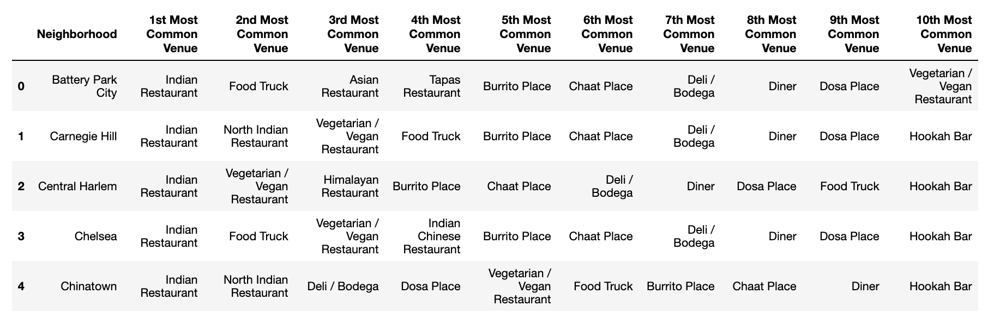 Neighborhood 1st Most Common Venue 2nd Most Common Venue 3rd Most Common Venue 4th Most Common Venue 5th Most Common Venue 6th Most Common Venue 7th Most Common Venue 8th Most Common Venue 9th Most Common Venue 10th Most Common Venue
0 Battery Park City Indian Restaurant Food Truck Asian Restaurant Tapas Restaurant Burrito Place Chaat Place Deli / Bodega Diner Dosa Place Vegetarian / Vegan Restaurant
1 Carnegie Hill Indian Restaurant North Indian Restaurant Vegetarian / Vegan Restaurant Food Truck Burrito Place Chaat Place Deli / Bodega Diner Dosa Place Hookah Bar
2 Central Harlem Indian Restaurant Vegetarian / Vegan Restaurant Himalayan Restaurant Burrito Place Chaat Place Deli / Bodega Diner Dosa Place Food Truck Hookah Bar
3 Chelsea Indian Restaurant Food Truck Vegetarian / Vegan Restaurant Indian Chinese Restaurant Burrito Place Chaat Place Deli / Bodega Diner Dosa Place Hookah Bar
4 Chinatown Indian Restaurant North Indian Restaurant Deli / Bodega Dosa Place Vegetarian / Vegan Restaurant Food Truck Burrito Place Chaat Place Diner Hookah Bar